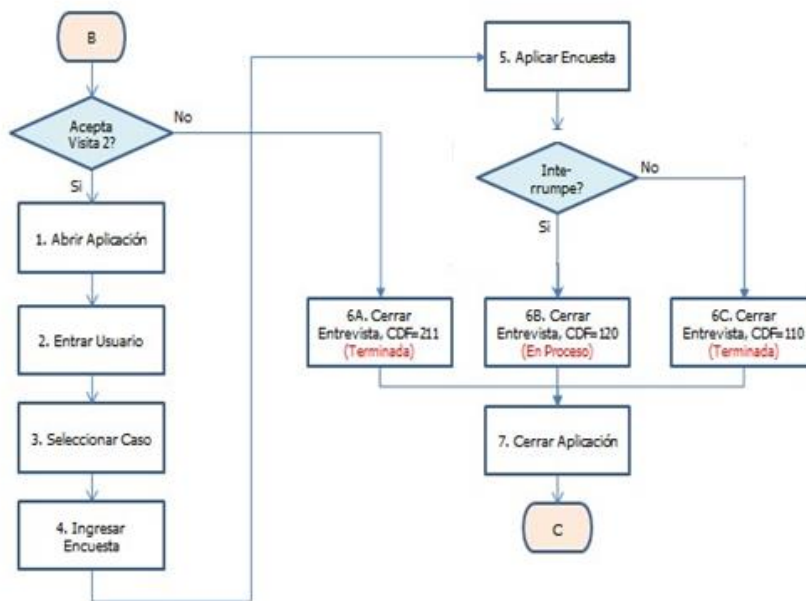 B
Acepta
Visita 2?
No
Si
1. Abrir Aplicación
2. Entrar Usuario
3. Seleccionar Caso
4. Ingresar
Encuesta
5. Aplicar Encuesta
Inte-
rrumpe?
No
Si
6A. Cerrar
Entrevista, CDF=211
(Terminada)
6B. Cerrar
Entrevista, CDF=120
(En Proceso)
6C. Cerrar
Entrevista, CDF=110
(Terminada)
7. Cerrar Aplicación
C